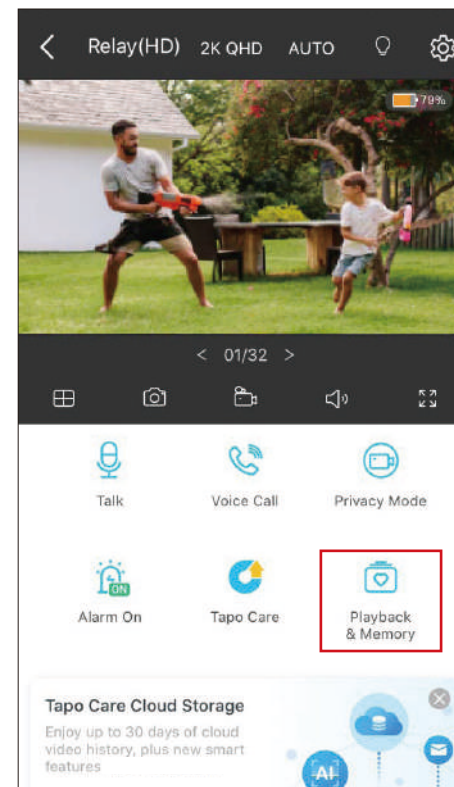 Relay(HD) 2K QHD AUTO
79%
< 01/32 >
Talk Voice Call Privacy Mode
ON
Alarm On Tapo Care Playback
& Memory
Tapo Care Cloud Storage
Enjoy up to 30 days of cloud
video history, plus new smart
features
AI